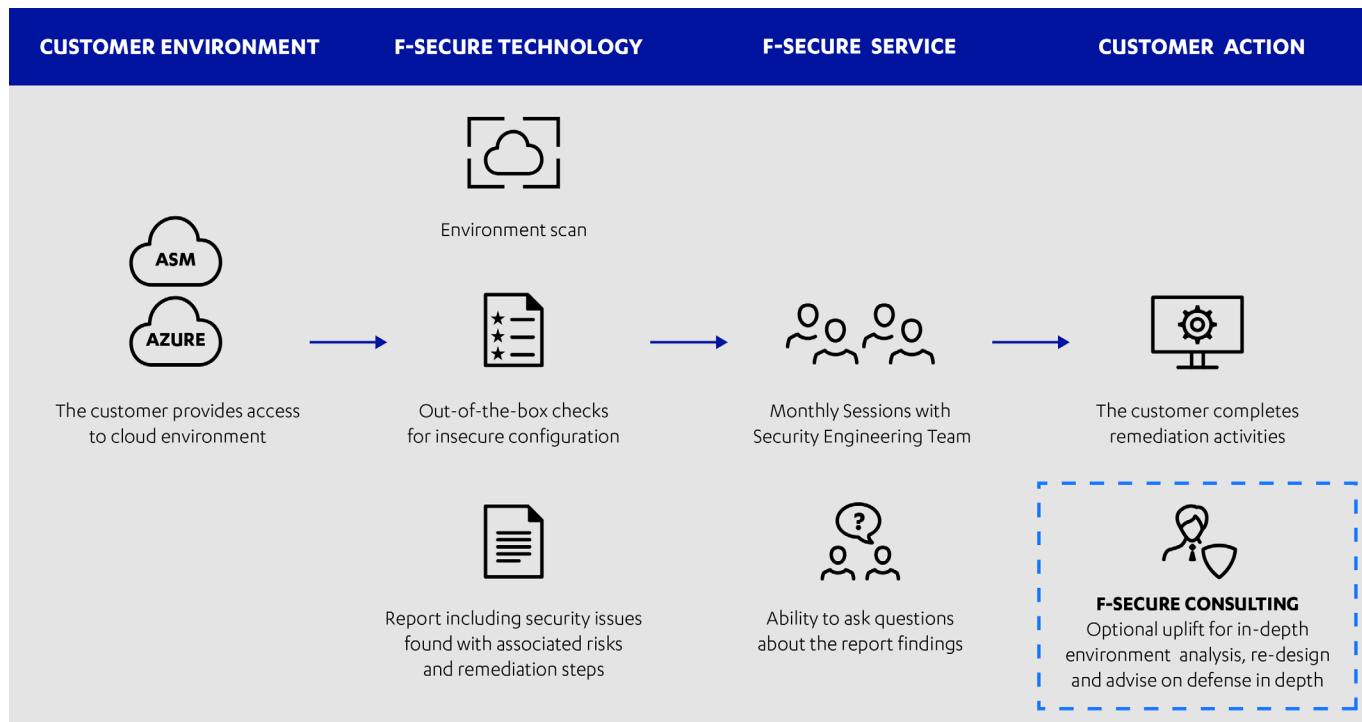 CUSTOMER ENVIRONMENT
F-SECURE TECHNOLOGY
F-SECURE SERVICE
CUSTOMER ACTION
ASM
AZURE
The customer provides access
to cloud environment
Environment scan
Out-of-the-box checks
for insecure configuration
Report including security issues
found with associated risks
and remediation steps
Monthly Sessions with
Security Engineering Team
?
Ability to ask questions
about the report findings
The customer completes
remediation activities
F-SECURE CONSULTING
Optional uplift for in-depth
environment analysis, re-design
and advise on defense in depth